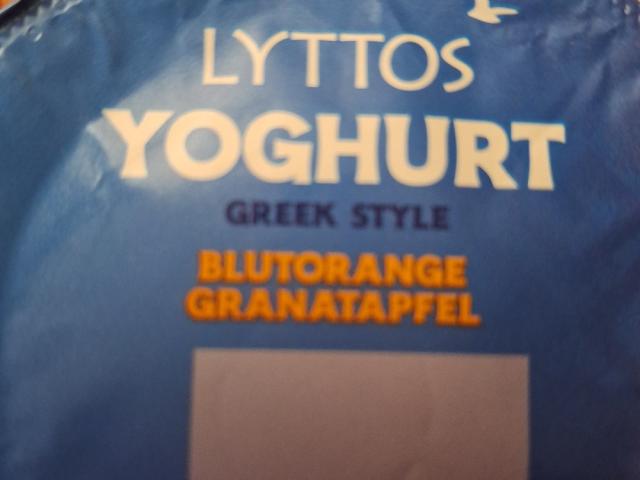 LYTTOS
YOGHURT
GREEK STYLE
BLUTORANGE
GRANATAPFEL